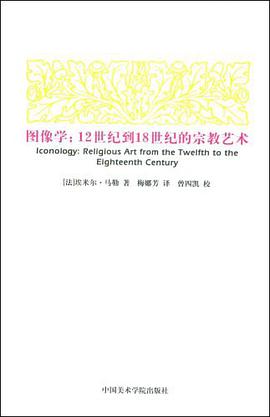 图像学：12世纪到18世纪的宗教艺术
Iconology: Religious Art from the Twelfth to the
Eighteenth Century
[法]埃米尔·马勒 著 梅娜芳 译 曾四凯 校
中国美术学院出版社